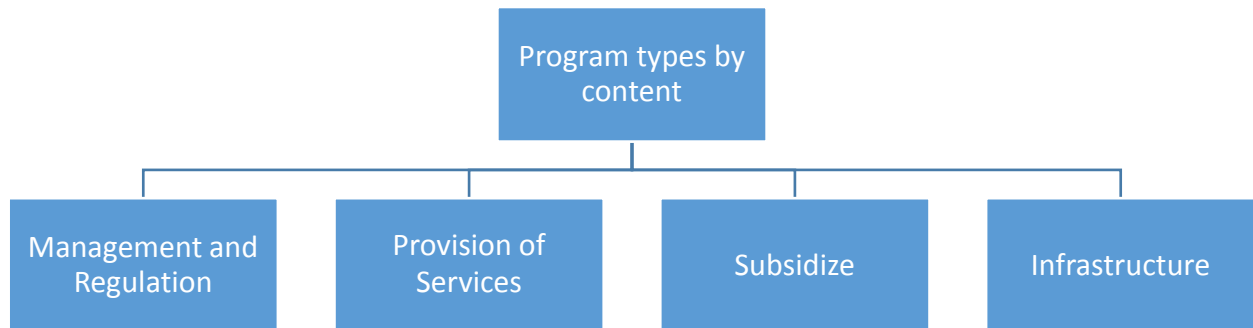 Program types by
content
Management and
Regulation
Provision of
Services
Subsidize
Infrastructure